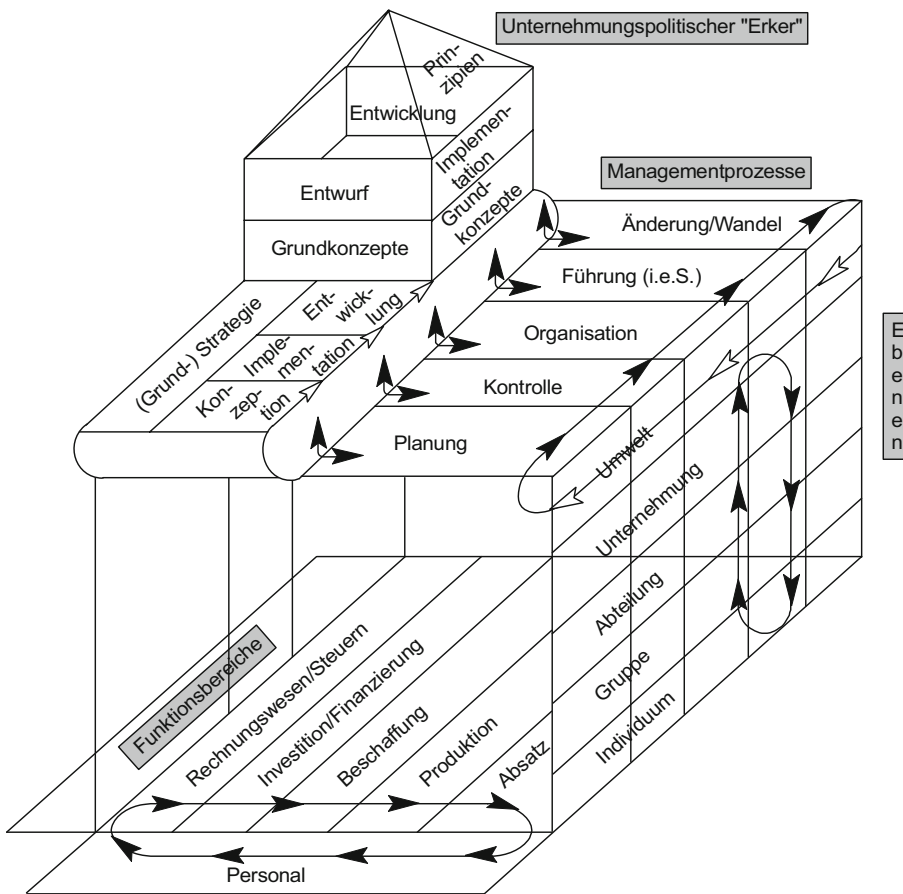 Unternehmungspolitischer "Erker"
Prin-
zipien
Entwicklung
Implemen-
tation
Entwurf
Grund-
konzepte
Grundkonzepte
Managementprozesse
Änderung/Wandel
Führung (i.e.S.)
Organisation
Kontrolle
Planung
(Grund-) Strategie
Ent-
wick-
lung
Imple-
men-
tation
Kon-
zep-
tion
E
b
e
n
e
n
Umwelt
Unternehmung
Abteilung
Gruppe
Individuum
Funktionsbereiche
Rechnungswesen/Steuern
Investition/Finanzierung
Beschaffung
Produktion
Absatz
Personal